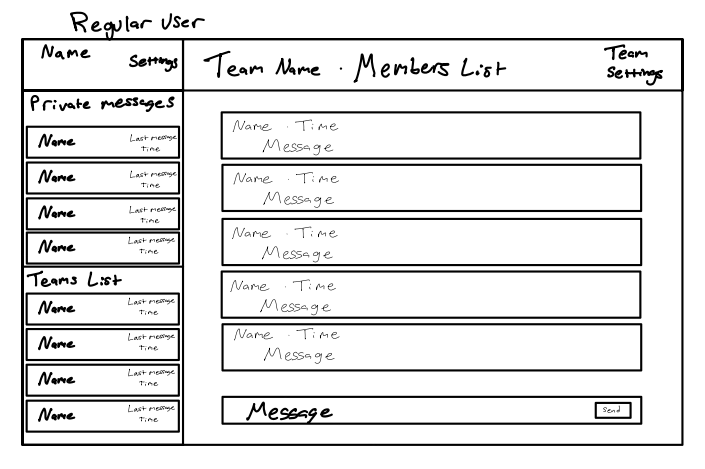 Regular User
Name Settings
Team Name · Members List
Team
Settings
Private messages
Name Last message
Time
Name Last message
Time
Name Last message
Time
Name Last message
Time
Teams List
Name Last message
Time
Name Last message
Time
Name Last message
Time
Name Last message
Time
Name · Time
Message
Name · Time
Message
Name · Time
Message
Name · Time
Message
Name · Time
Message
Message Send